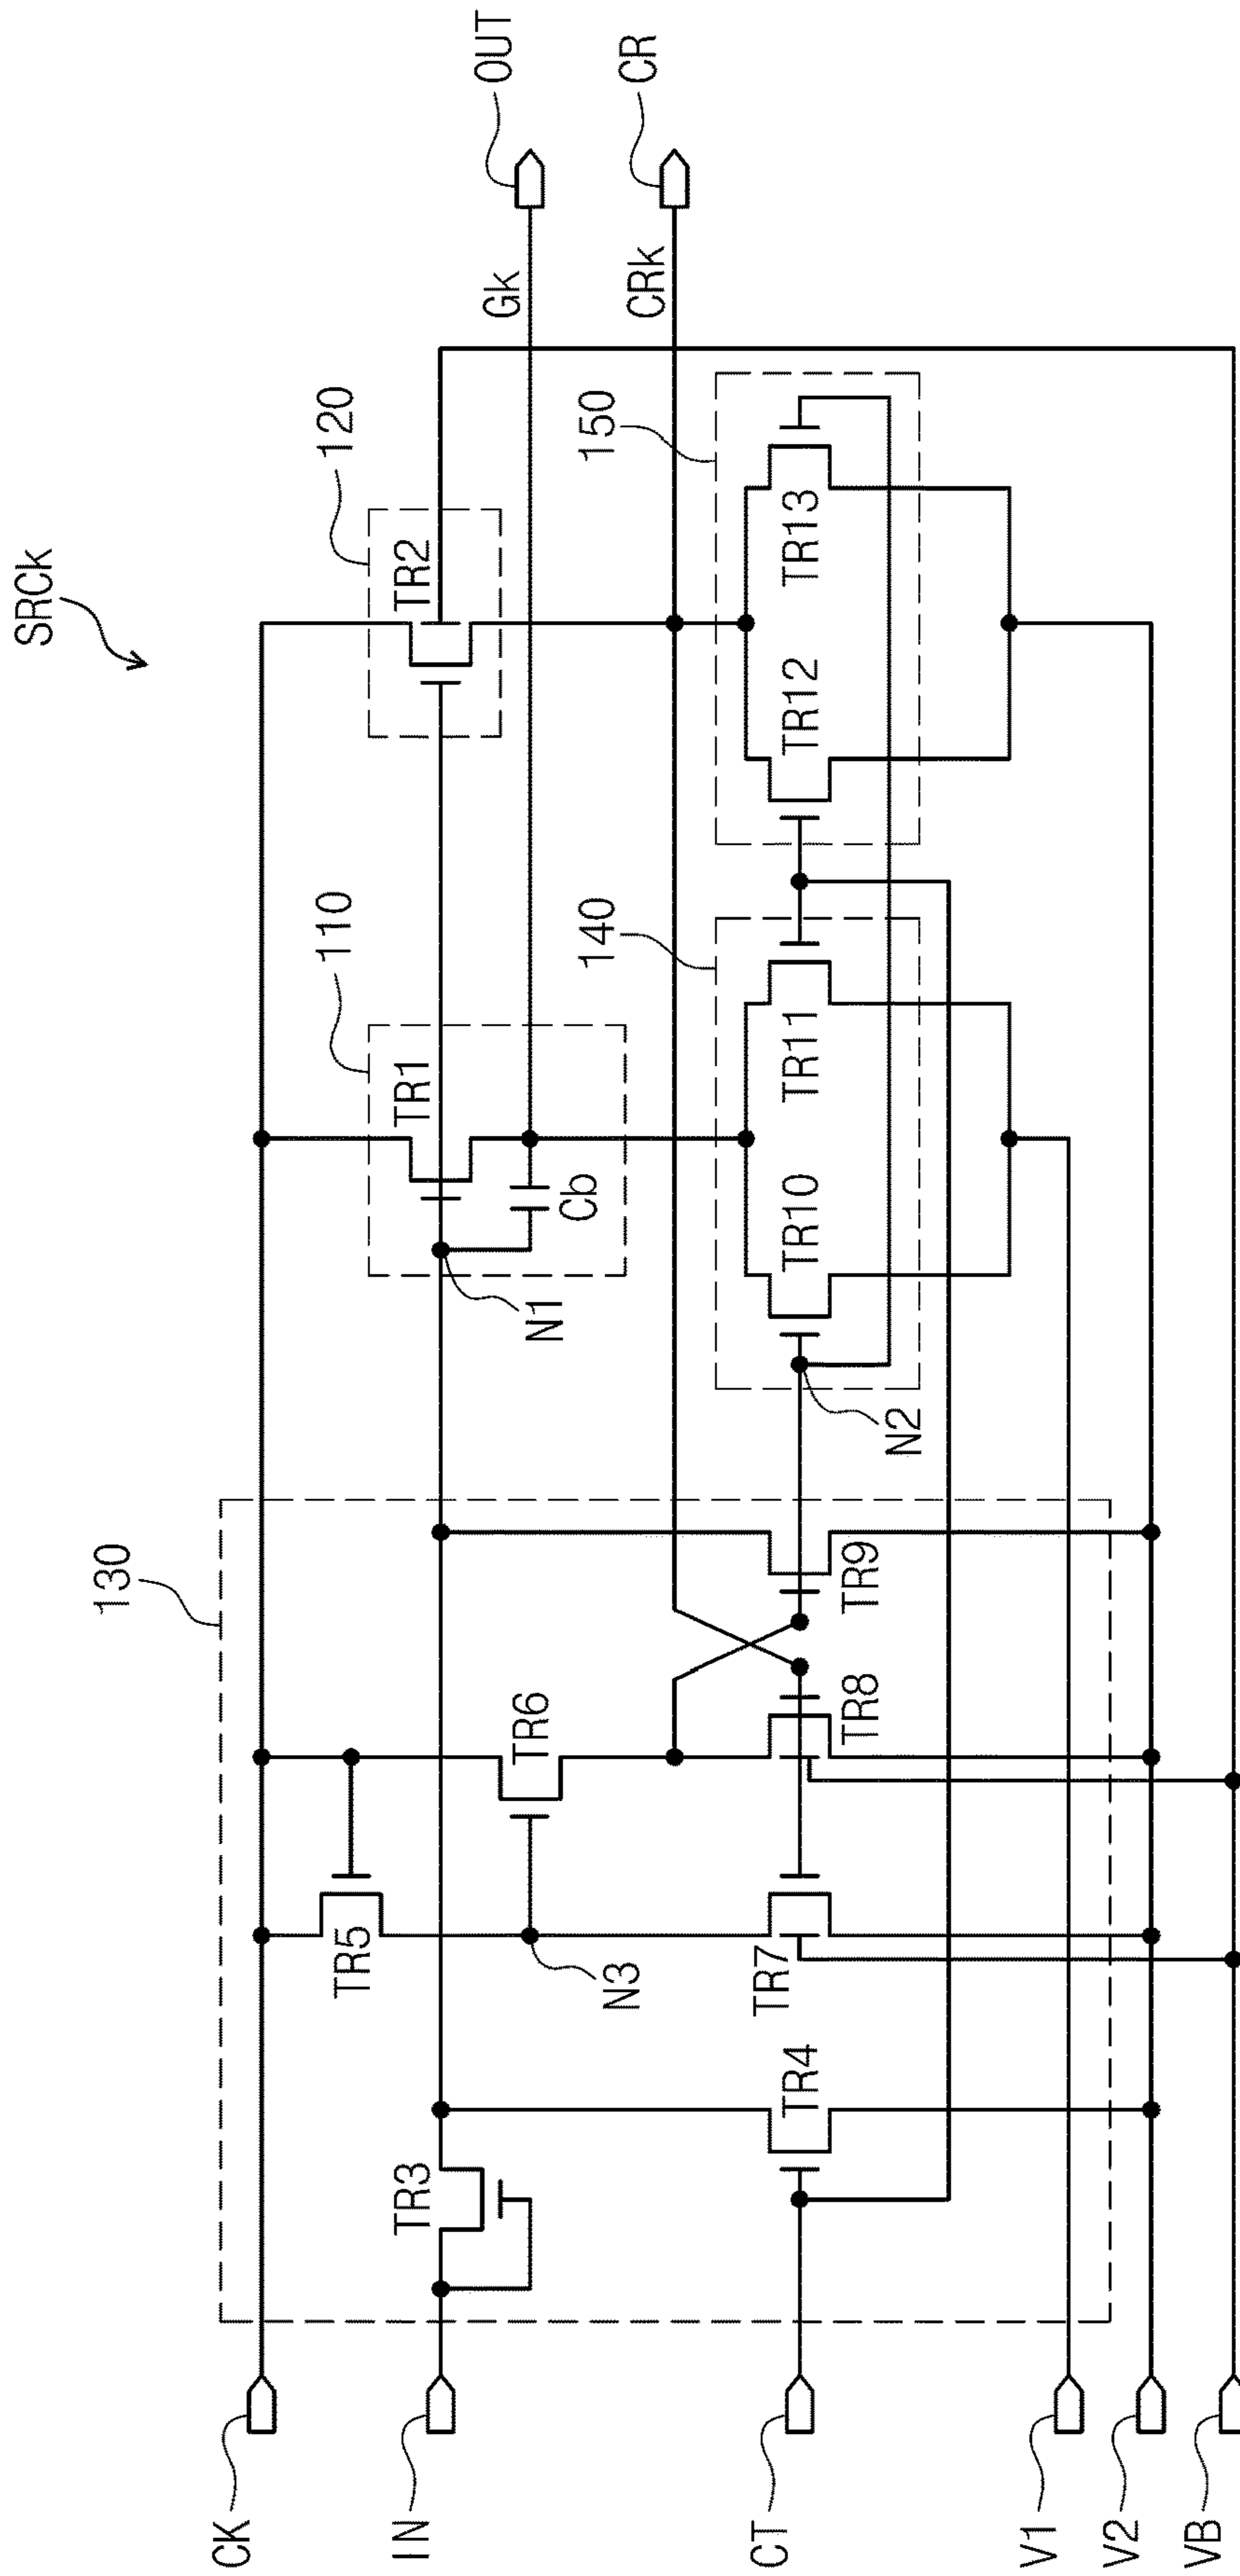 SRCk
CK
IN
CT
V1
V2
VB
OUT
CR
Gk
CRk
110
120
130
140
150
TR1
TR2
TR3
TR4
TR5
TR6
TR7
TR8
TR9
TR10
TR11
TR12
TR13
Cb
N1
N2
N3